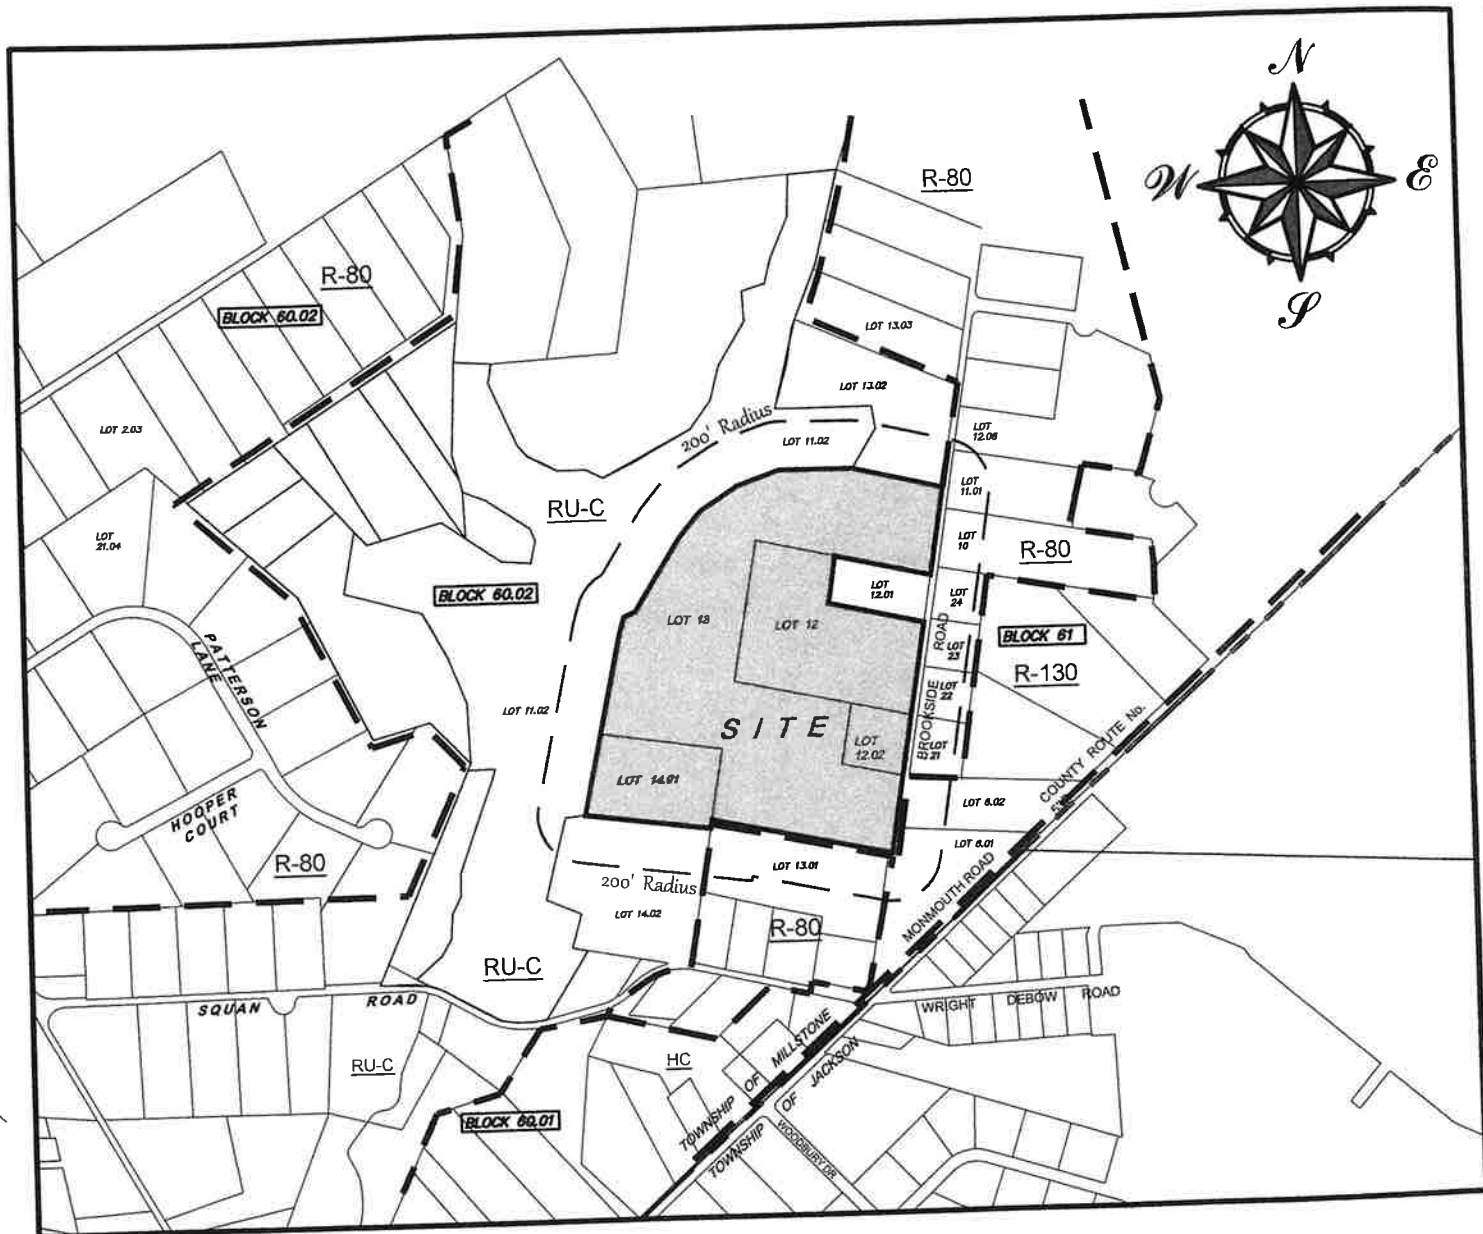 N
W
E
S
R-80
R-80
BLOCK 60.02
LOT 13.03
LOT 13.02
LOT 2.03
200' Radius
LOT 11.02
LOT
12.06
LOT
11.01
RU-C
LOT
21.04
LOT
10
R-80
LOT
12.01
LOT
24
BLOCK 60.02
LOT 18
LOT 12
BLOCK 61
LOT
23
R-130
PATTERSON
LANE
BROOKSIDE ROAD
LOT
22
LOT 11.02
SITE
LOT
12.02
LOT
21
COUNTY ROUTE No.
LOT 14.01
LOT 8.02
HOOPER
COURT
LOT 6.01
R-80
LOT 13.01
MONMOUTH ROAD
200' Radius
LOT 14.02
R-80
RU-C
SQUAN ROAD
WRIGHT DEBOW ROAD
RU-C
HC
TOWNSHIP OF MILLSTONE
TOWNSHIP OF JACKSON
BLOCK 60.01
WOODBURY DR.